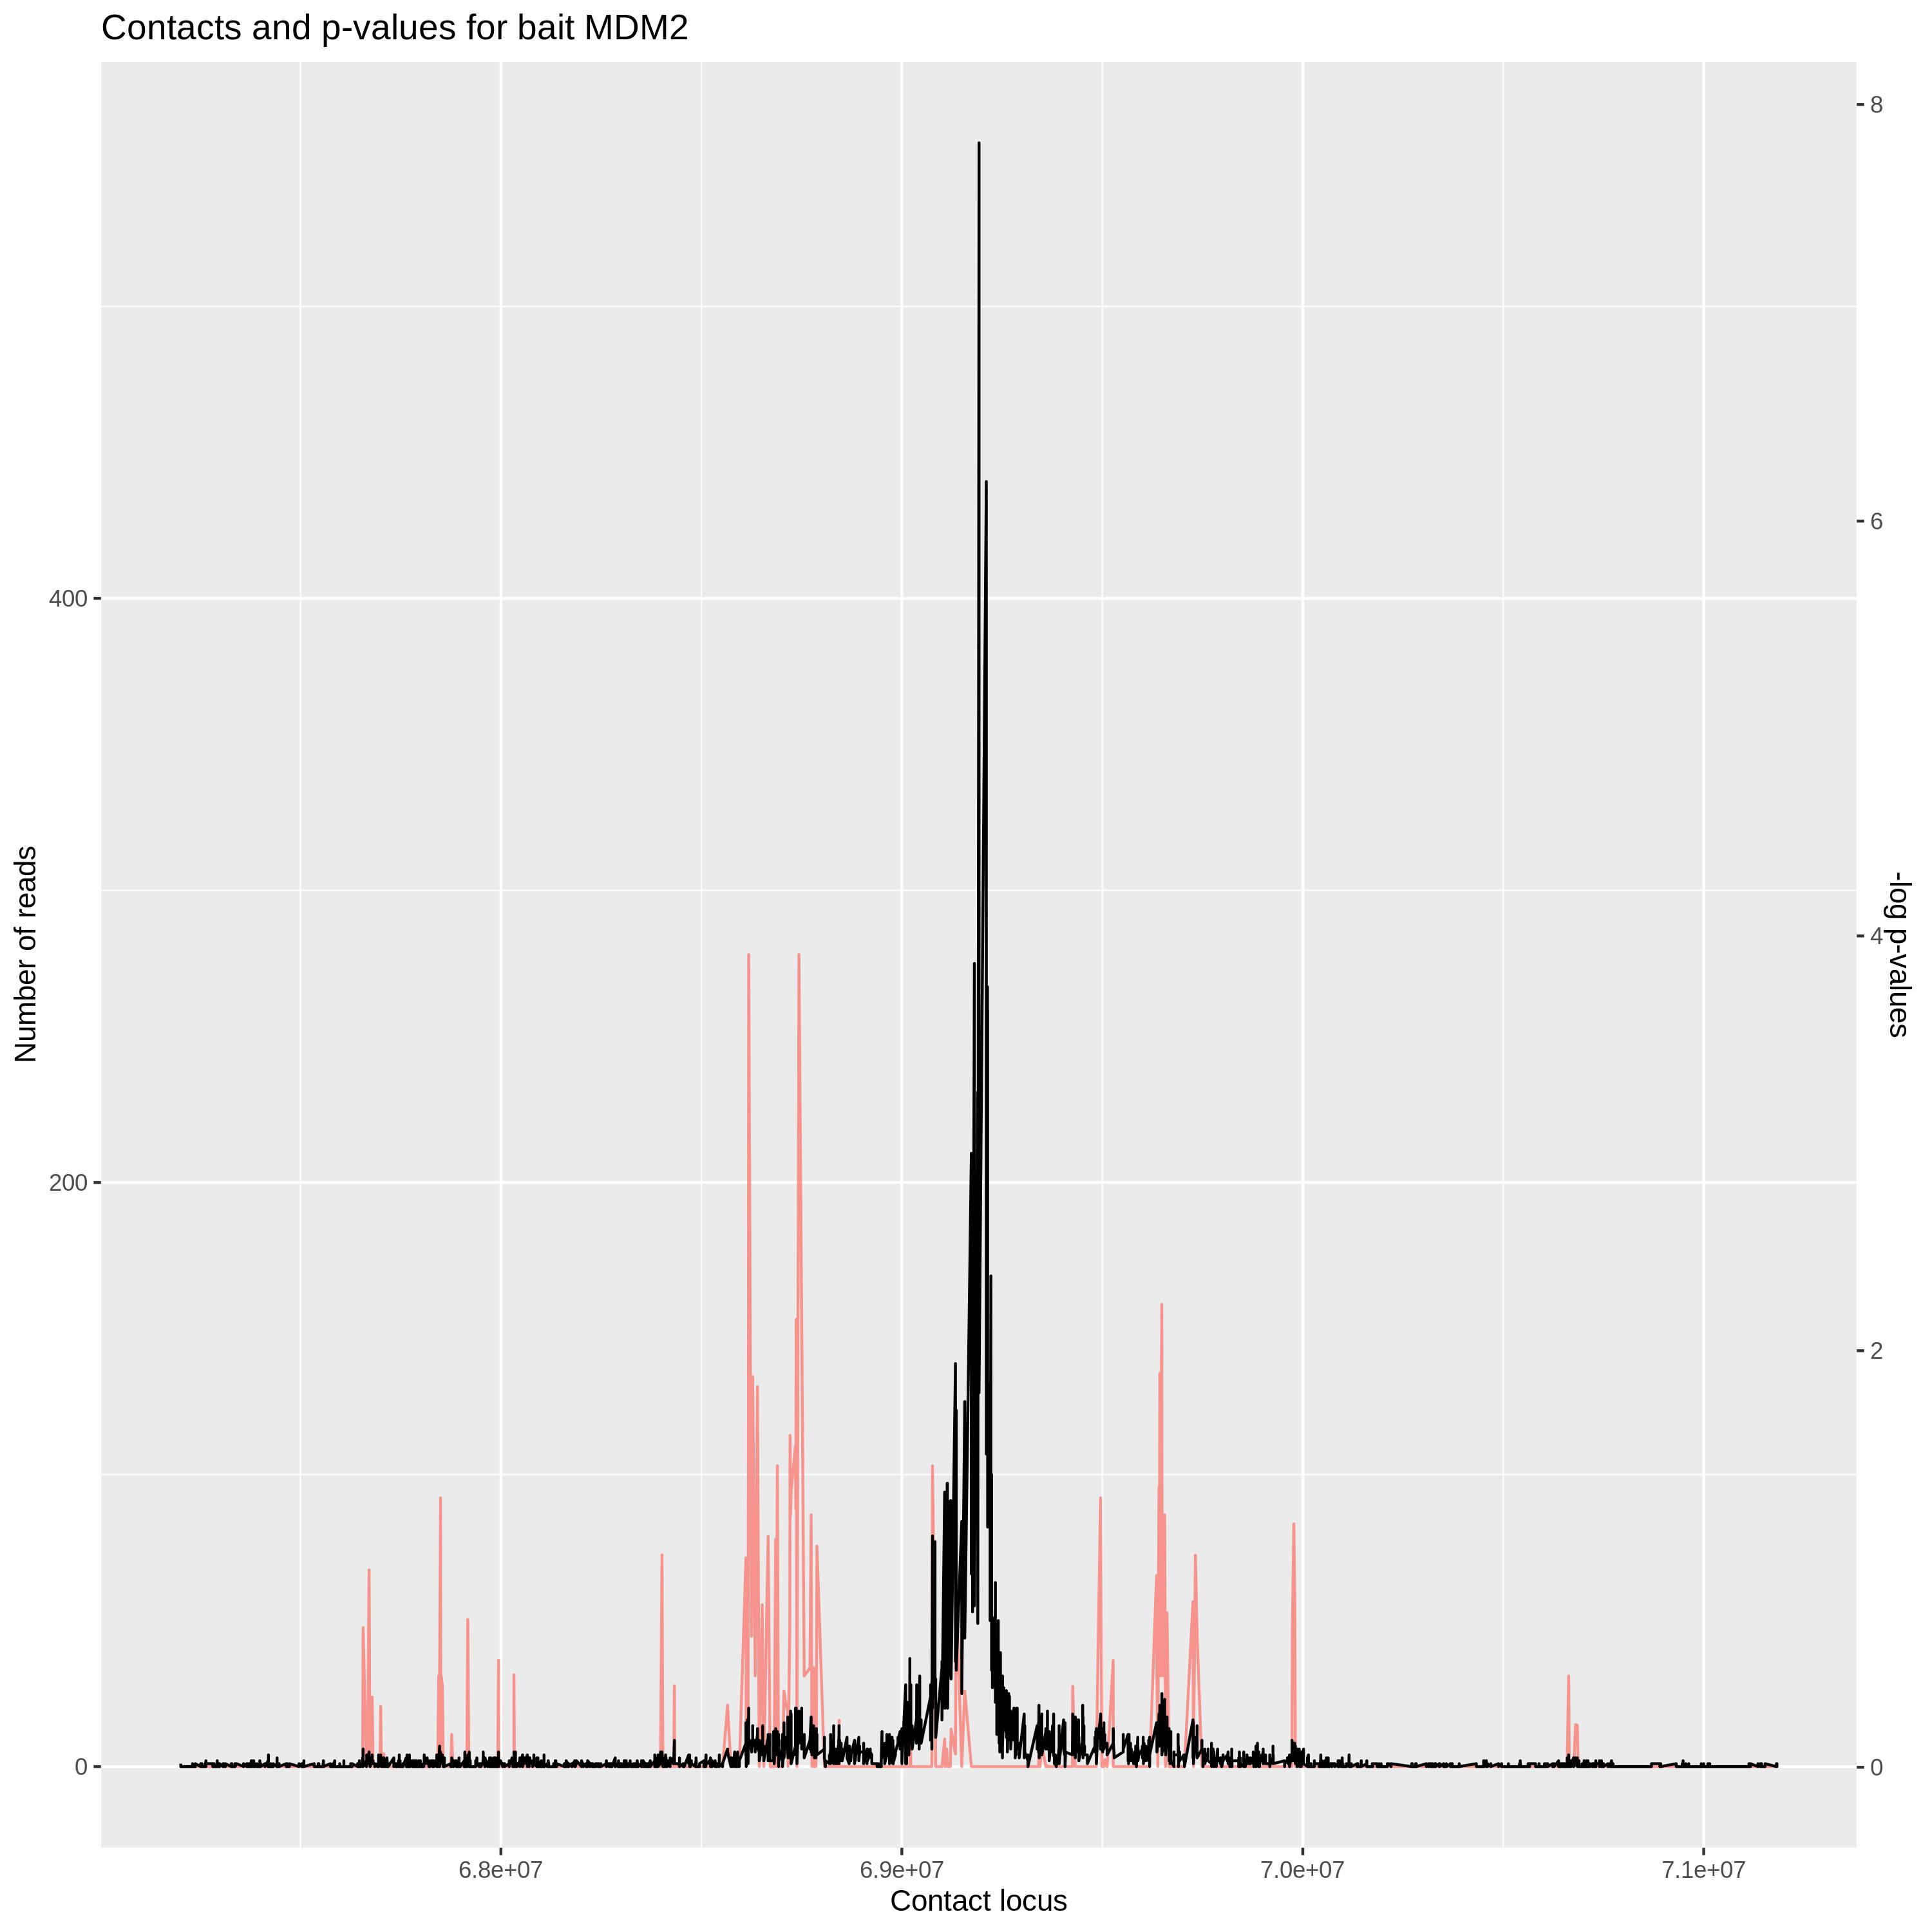 Contacts and p-values for bait MDM2
8
6
4
2
0
400
200
0
Number of reads
-log p-values
6.8e+07
6.9e+07
7.0e+07
7.1e+07
Contact locus